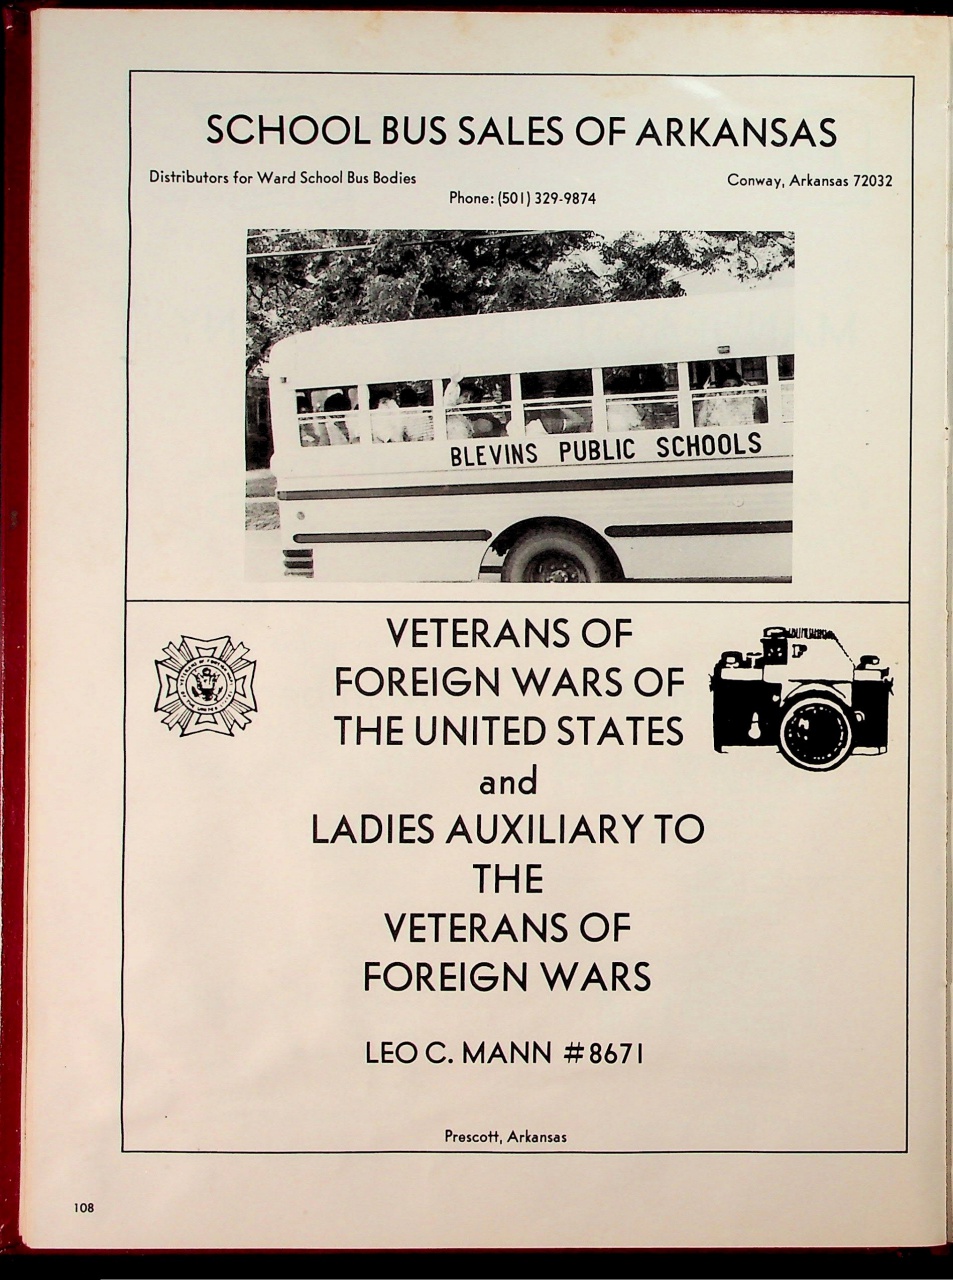 SCHOOL BUS SALES OF ARKANSAS
Distributors for Ward School Bus Bodies
Conway, Arkansas 72032
Phone: (501) 329-9874
BLEVINS PUBLIC SCHOOLS
VETERANS OF
FOREIGN WARS OF
THE UNITED STATES
and
LADIES AUXILIARY TO
THE
VETERANS OF
FOREIGN WARS
LEO C. MANN #8671
Prescott, Arkansas
108